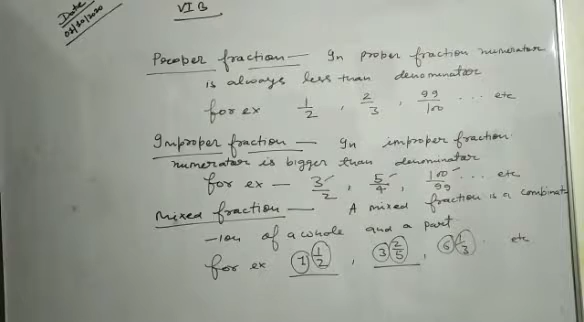 Date
07/10/2020
VI B
Proper fraction — In proper fraction numerator
is always less than denominator
for ex 1/2 , 2/3 , 99/100 ... etc
Improper fraction — In improper fraction
numerator is bigger than denominator
for ex — 3/2 , 5/4 , 100/99 ... etc
Mixed fraction — A mixed fraction is a combinat
-ion of a whole and a part
for ex 1 1/2 , 3 2/5 , 6 1/3 . etc